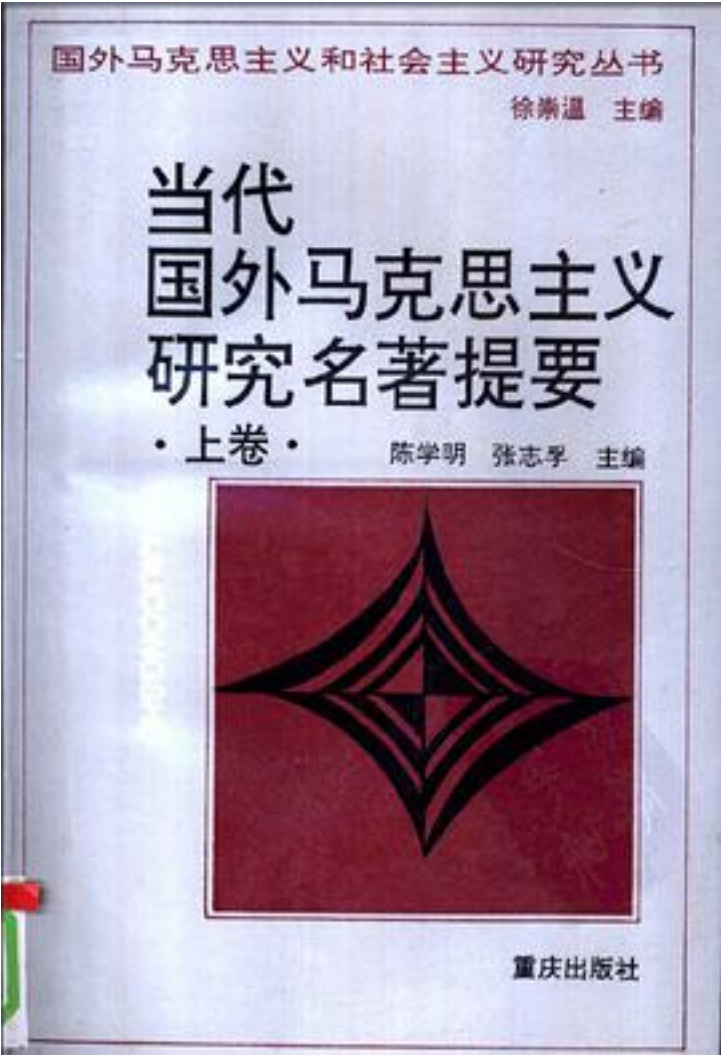 国外马克思主义和社会主义研究丛书
徐崇温 主编
当代
国外马克思主义
研究名著提要
·上卷·
陈学明 张志孚 主编
重庆出版社